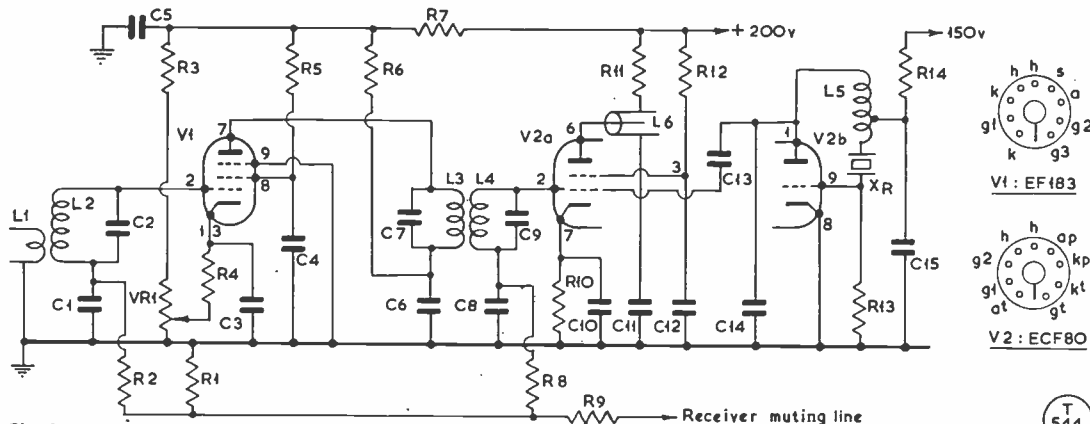 C5
R7
+ 200v
150v
R3
R5
R6
R11
R12
R14
h h s
k a
g1 g2
k g3
V1 : EF183
L5
V1
7
9
8
2
1 3
L1
L2
C2
C1
VR1
R4
C3
C4
C7
L3
L4
C9
C6
C8
V2a
6
L6
3
2
7
R10
C10
C11
C12
C13
C14
V2b
1
9
8
XR
R13
C15
h h ap
g2 kp
g1 kt
at gt
V2 : ECF80
R2
R1
R8
R9
Receiver muting line
T
544